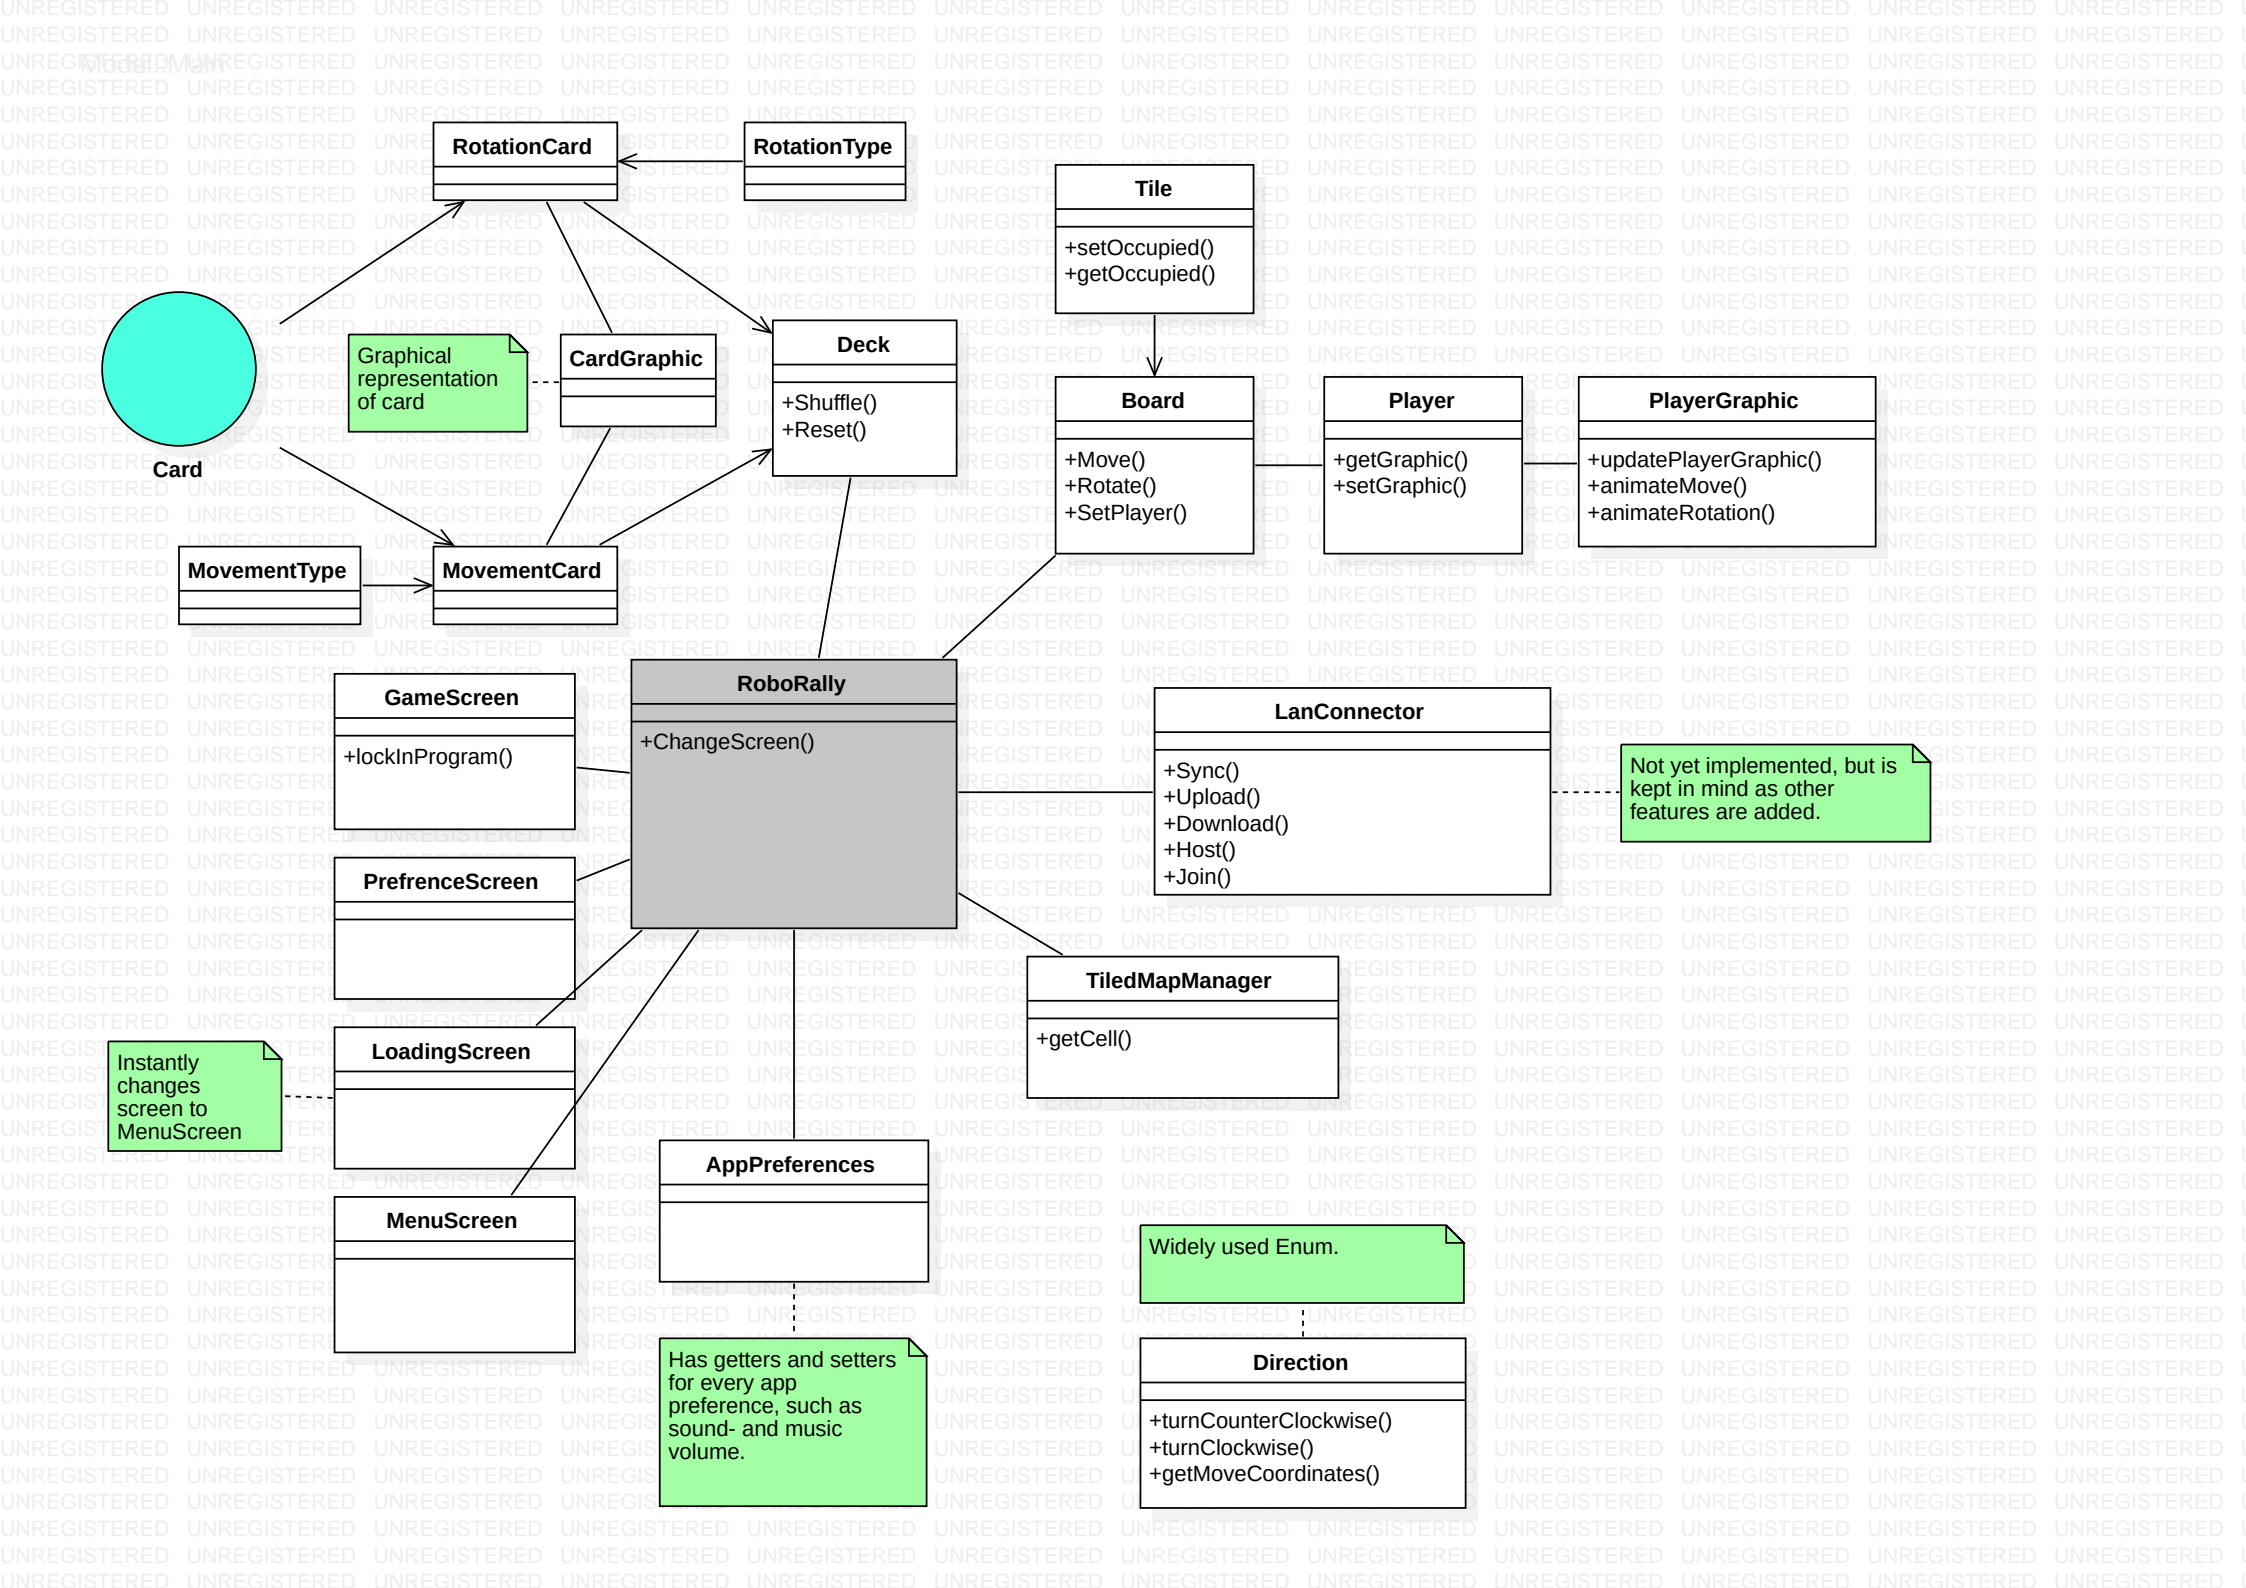 Model::Main
RotationCard
RotationType
Tile
+setOccupied()
+getOccupied()
Card
Graphical
representation
of card
CardGraphic
Deck
+Shuffle()
+Reset()
Board
+Move()
+Rotate()
+SetPlayer()
Player
+getGraphic()
+setGraphic()
PlayerGraphic
+updatePlayerGraphic()
+animateMove()
+animateRotation()
MovementType
MovementCard
GameScreen
+lockInProgram()
RoboRally
+ChangeScreen()
LanConnector
+Sync()
+Upload()
+Download()
+Host()
+Join()
Not yet implemented, but is
kept in mind as other
features are added.
PrefrenceScreen
TiledMapManager
+getCell()
Instantly
changes
screen to
MenuScreen
LoadingScreen
MenuScreen
AppPreferences
Has getters and setters
for every app
preference, such as
sound- and music
volume.
Widely used Enum.
Direction
+turnCounterClockwise()
+turnClockwise()
+getMoveCoordinates()
UNREGISTERED